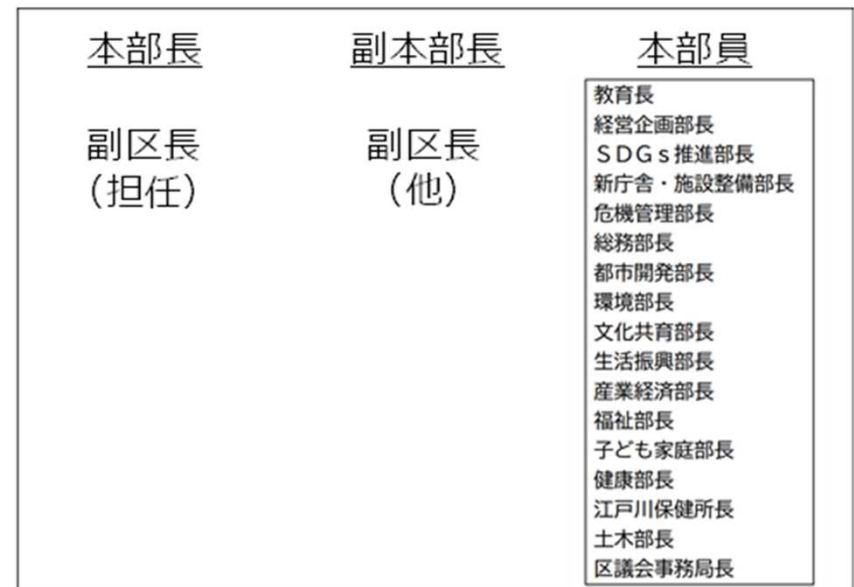 本部長
副区長
（担任）
副本部長
副区長
（他）
本部員
教育長
経営企画部長
ＳＤＧｓ推進部長
新庁舎・施設整備部長
危機管理部長
総務部長
都市開発部長
環境部長
文化共育部長
生活振興部長
産業経済部長
福祉部長
子ども家庭部長
健康部長
江戸川保健所長
土木部長
区議会事務局長